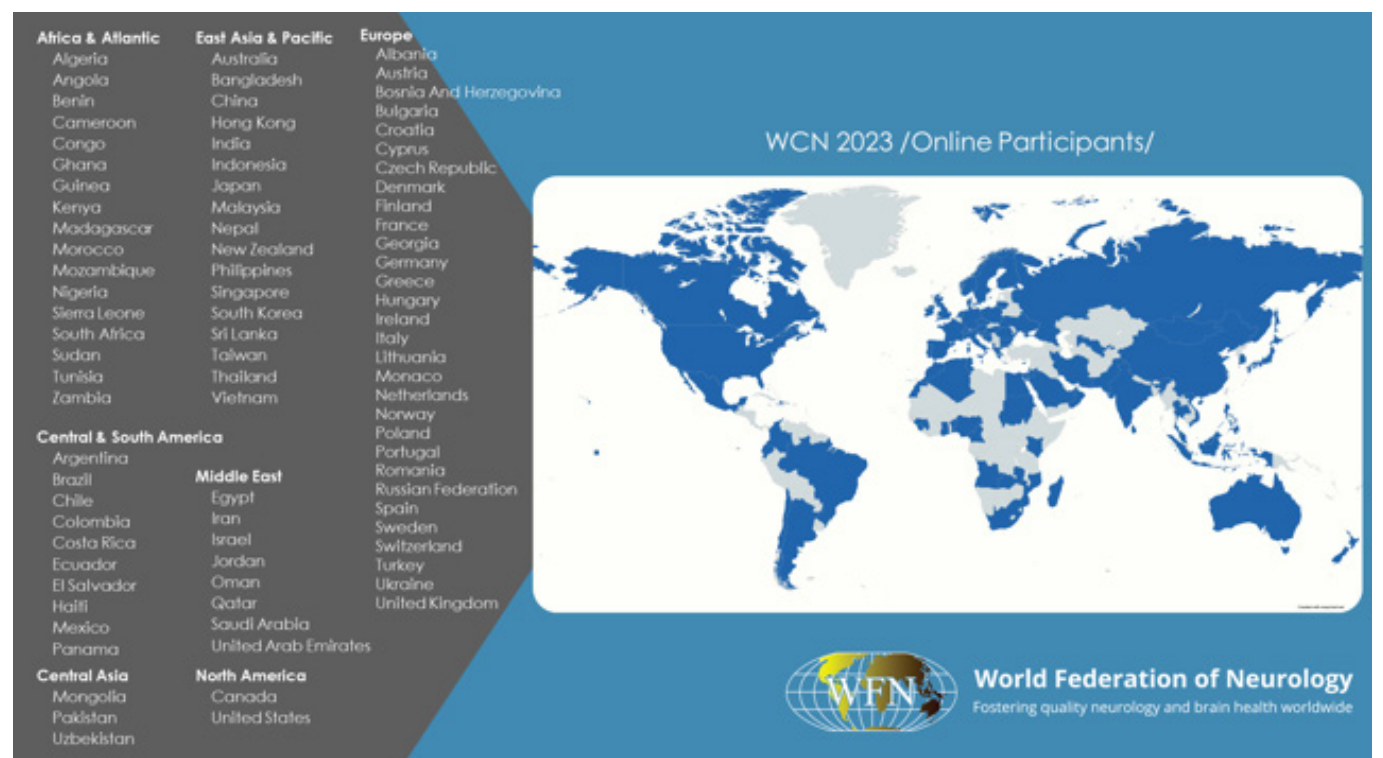 Africa & Atlantic
Algeria
Angola
Benin
Cameroon
Congo
Ghana
Guinea
Kenya
Madagascar
Morocco
Mozambique
Nigeria
Sierra Leone
South Africa
Sudan
Tunisia
Zambia
Central & South America
Argentina
Brazil
Chile
Colombia
Costa Rica
Ecuador
El Salvador
Haiti
Mexico
Panama
Central Asia
Mongolia
Pakistan
Uzbekistan
East Asia & Pacific
Australia
Bangladesh
China
Hong Kong
India
Indonesia
Japan
Malaysia
Nepal
New Zealand
Philippines
Singapore
South Korea
Sri Lanka
Taiwan
Thailand
Vietnam
Middle East
Egypt
Iran
Israel
Jordan
Oman
Qatar
Saudi Arabia
United Arab Emirates
North America
Canada
United States
Europe
Albania
Austria
Bosnia And Herzegovina
Bulgaria
Croatia
Cyprus
Czech Republic
Denmark
Finland
France
Georgia
Germany
Greece
Hungary
Ireland
Italy
Lithuania
Monaco
Netherlands
Norway
Poland
Portugal
Romania
Russian Federation
Spain
Sweden
Switzerland
Turkey
Ukraine
United Kingdom
WCN 2023 /Online Participants/
WFN
World Federation of Neurology
Fostering quality neurology and brain health worldwide